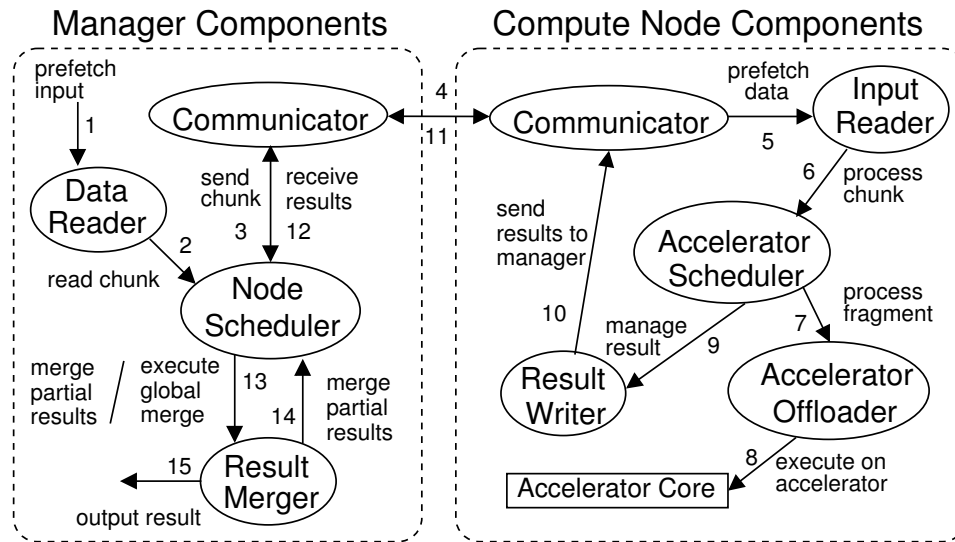 Manager Components
Compute Node Components
prefetch
input
1
Communicator
4
11
Communicator
prefetch
data
5
Input
Reader
Data
Reader
2
read chunk
send
chunk
3
receive
results
12
6
process
chunk
send
results to
manager
10
Accelerator
Scheduler
Node
Scheduler
7
process
fragment
manage
result
9
merge
partial
results
/
execute
global
merge
13
14
merge
partial
results
Result
Writer
Accelerator
Offloader
8
execute on
accelerator
Accelerator Core
15
output result
Result
Merger